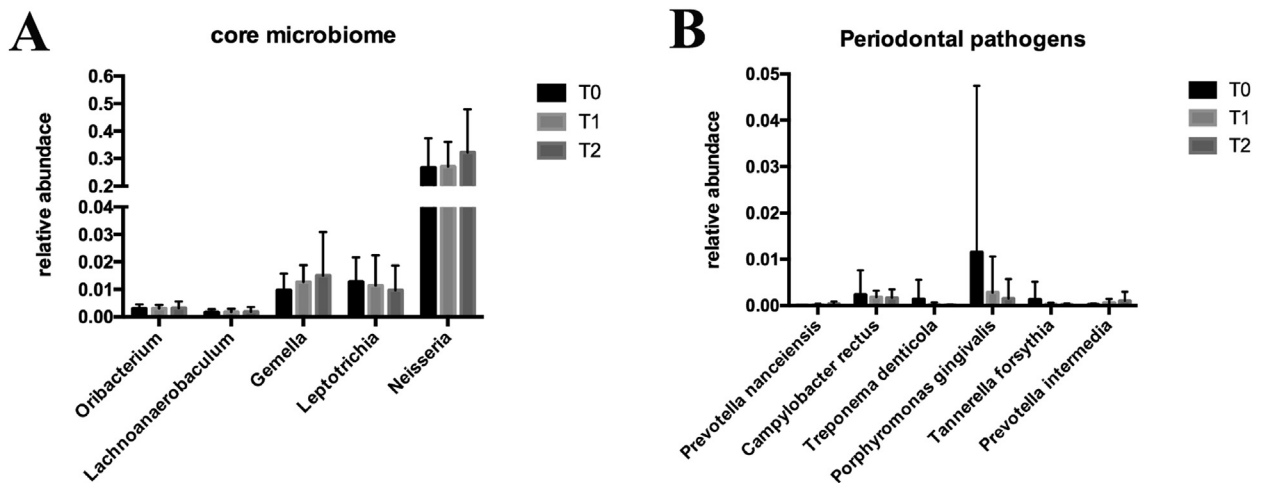 A
core microbiome
relative abundace
0.6
0.5
0.4
0.3
0.2
0.04
0.03
0.02
0.01
0.00
Oribacterium
Lachnoanaerobaculum
Gemella
Leptotrichia
Neisseria
T0
T1
T2
B
Periodontal pathogens
relative abundace
0.05
0.04
0.03
0.02
0.01
0.00
Prevotella nanceiensis
Campylobacter rectus
Treponema denticola
Porphyromonas gingivalis
Tannerella forsythia
Prevotella intermedia
T0
T1
T2